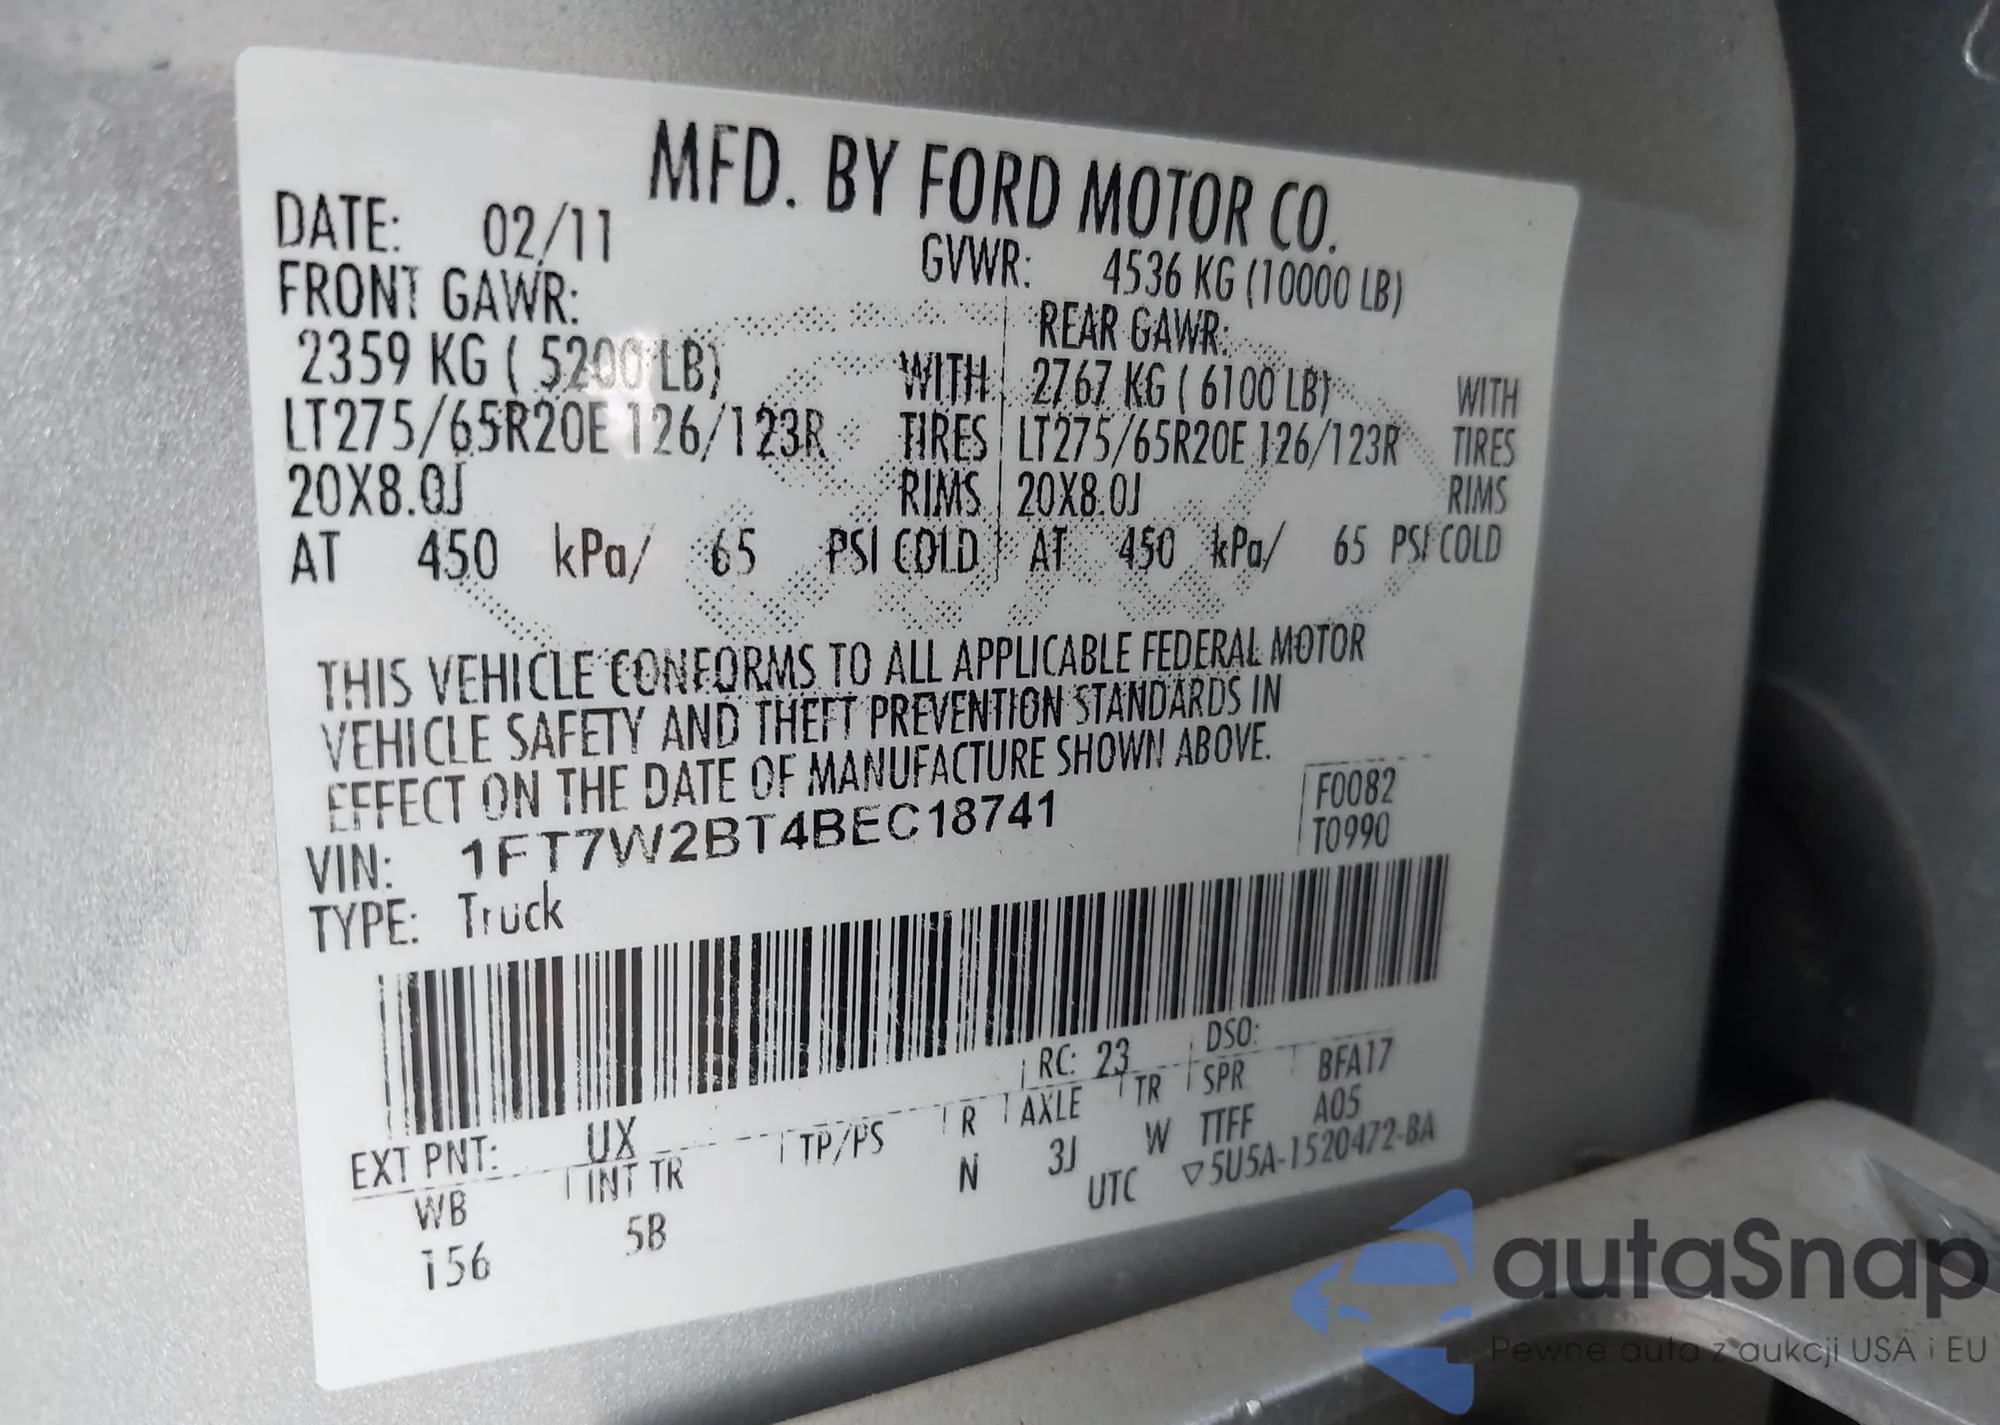 MFD. BY FORD MOTOR CO.
DATE: 02/11 GVWR: 4536 KG (10000 LB)
FRONT GAWR: REAR GAWR:
2359 KG ( 5200 LB) WITH 2767 KG ( 6100 LB) WITH
LT275/65R20E 126/123R TIRES LT275/65R20E 126/123R TIRES
20X8.0J RIMS 20X8.0J RIMS
AT 450 kPa/ 65 PSI COLD AT 450 kPa/ 65 PSI COLD
THIS VEHICLE CONFORMS TO ALL APPLICABLE FEDERAL MOTOR
VEHICLE SAFETY AND THEFT PREVENTION STANDARDS IN
EFFECT ON THE DATE OF MANUFACTURE SHOWN ABOVE.
VIN: 1FT7W2BT4BEC18741 F0082
TYPE: Truck T0990
RC: 23 DSO:
EXT PNT: UX
WB INT TR TP/PS R AXLE TR SPR BFA17
156 5B N 3J W TTFF A05
UTC ▽5U5A-1520472-BA
autaSnap
Pewne auta z aukcji USA i EU